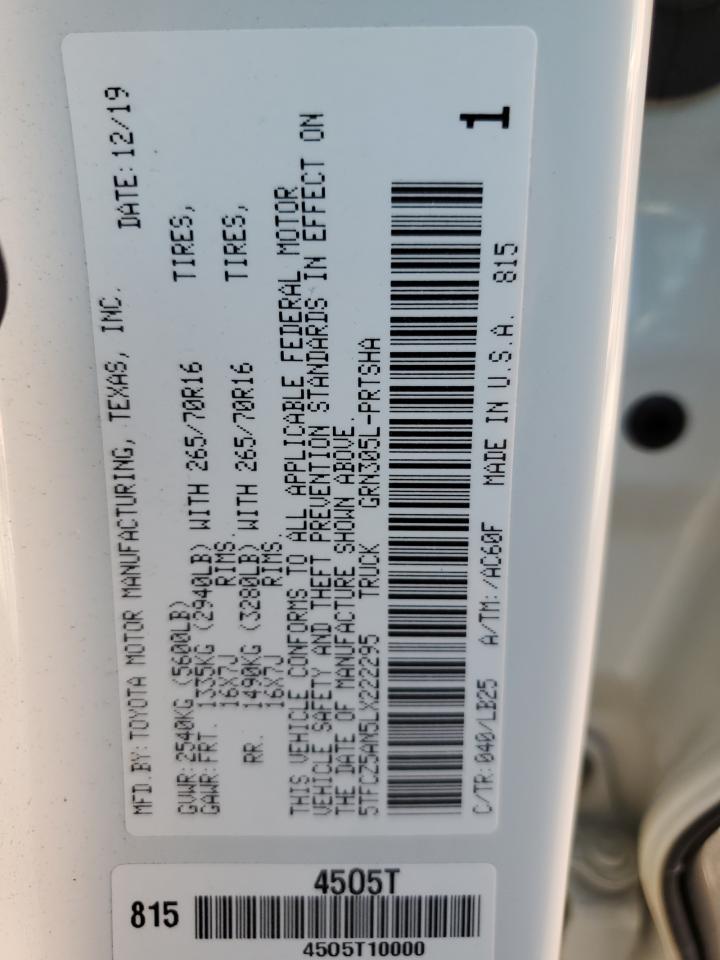 MFD. BY: TOYOTA MOTOR MANUFACTURING, TEXAS, INC. DATE: 12/19
GVWR: 2540KG (5600LB)
GAWR: FRT. 1335KG (2940LB) WITH 265/70R16 TIRES,
16X7J RIMS.
RR. 1490KG (3280LB) WITH 265/70R16 TIRES,
16X7J RIMS.
THIS VEHICLE CONFORMS TO ALL APPLICABLE FEDERAL MOTOR
VEHICLE SAFETY AND THEFT PREVENTION STANDARDS IN EFFECT ON
THE DATE OF MANUFACTURE SHOWN ABOVE.
5TFCZ5AN5LX222295 TRUCK GRN305L-PRTSHA
1
C/TR: 040/LB25 A/TM: /AC60F MADE IN U.S.A. 815
4505T
815
4505T10000